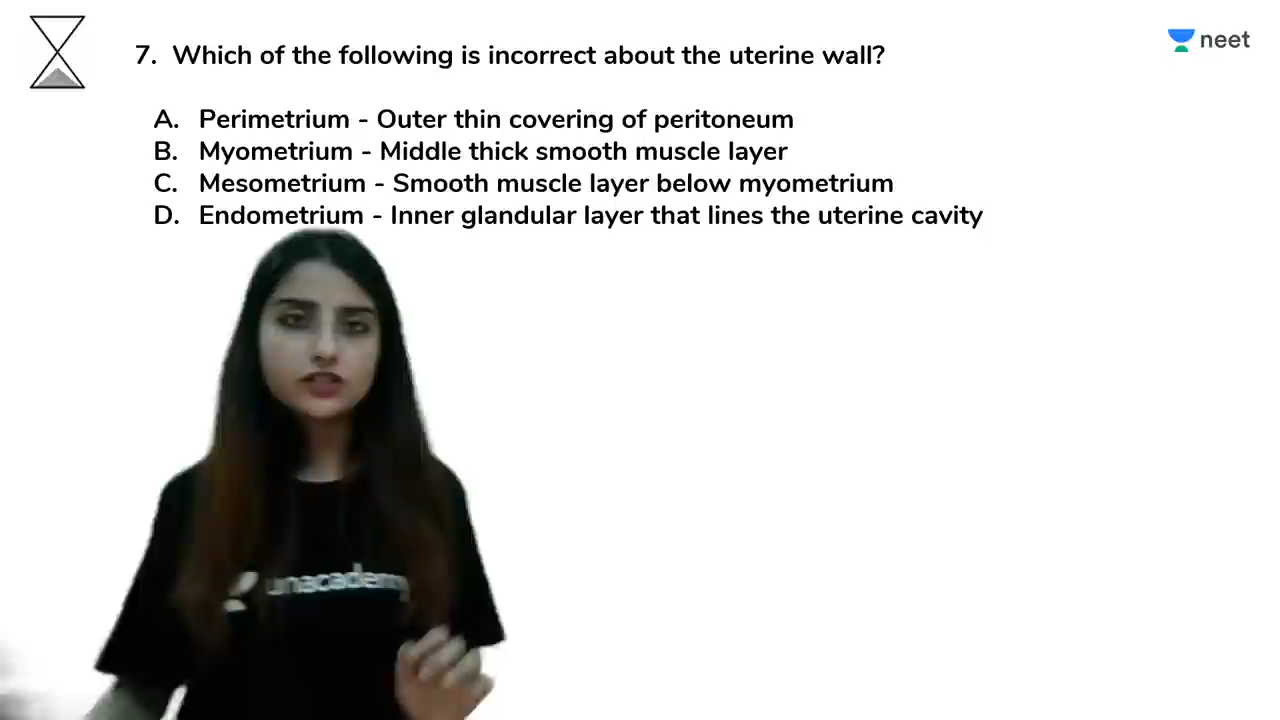 neet
7. Which of the following is incorrect about the uterine wall?
A. Perimetrium - Outer thin covering of peritoneum
B. Myometrium - Middle thick smooth muscle layer
C. Mesometrium - Smooth muscle layer below myometrium
D. Endometrium - Inner glandular layer that lines the uterine cavity
unacademy